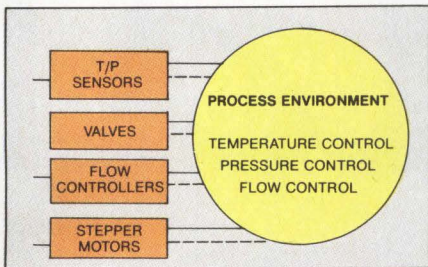 T/P
SENSORS
VALVES
FLOW
CONTROLLERS
STEPPER
MOTORS
PROCESS ENVIRONMENT
TEMPERATURE CONTROL
PRESSURE CONTROL
FLOW CONTROL